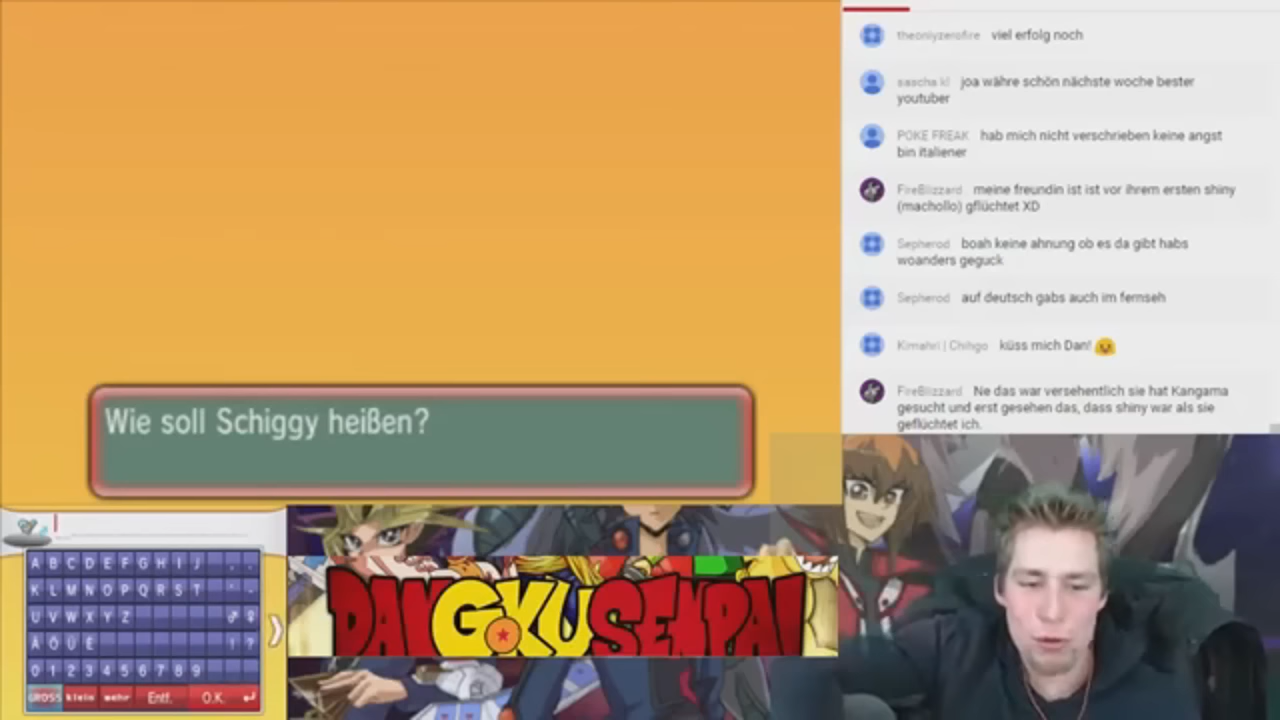 theonlyzerofire viel erfolg noch
sascha kl joa währe schön nächste woche bester
youtuber
POKE FREAK hab mich nicht verschrieben keine angst
bin italiener
FireBlizzard meine freundin ist ist vor ihrem ersten shiny
(machollo) gflüchtet XD
Sepherod boah keine ahnung ob es da gibt habs
woanders geguck
Sepherod auf deutsch gabs auch im fernseh
Kimahri | Chihgo küss mich Dan!
FireBlizzard Ne das war versehentlich sie hat Kangama
gesucht und erst gesehen das, dass shiny war als sie
geflüchtet ich.
Wie soll Schiggy heißen?
A B C D E F G H I J , .
K L M N O P Q R S T ' -
U V W X Y Z ♂ ♀
Ä Ö Ü E ! ?
0 1 2 3 4 5 6 7 8 9
GROSS klein mehr Entf. O.K.
DANGOKUSENPAI